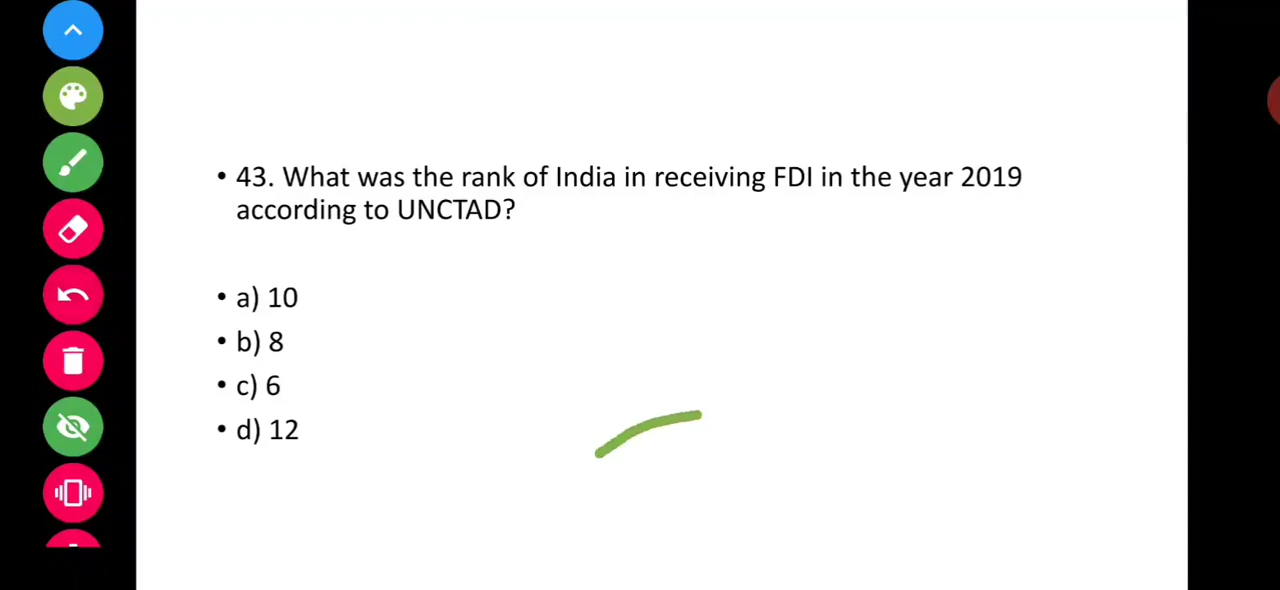 • 43. What was the rank of India in receiving FDI in the year 2019
according to UNCTAD?
• a) 10
• b) 8
• c) 6
• d) 12